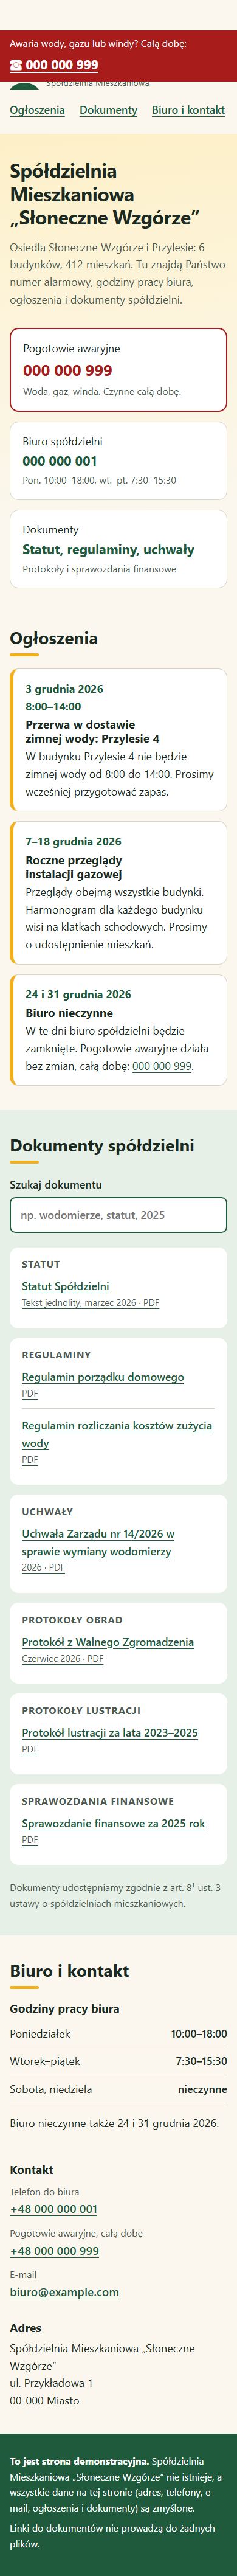 Awaria wody, gazu lub windy? Całą dobę:
☎ 000 000 999
Spółdzielnia Mieszkaniowa
Ogłoszenia Dokumenty Biuro i kontakt
Spółdzielnia
Mieszkaniowa
„Słoneczne Wzgórze”
Osiedla Słoneczne Wzgórze i Przylesie: 6
budynków, 412 mieszkań. Tu znajdą Państwo
numer alarmowy, godziny pracy biura,
ogłoszenia i dokumenty spółdzielni.
Pogotowie awaryjne
000 000 999
Woda, gaz, winda. Czynne całą dobę.
Biuro spółdzielni
000 000 001
Pon. 10:00–18:00, wt.–pt. 7:30–15:30
Dokumenty
Statut, regulaminy, uchwały
Protokoły i sprawozdania finansowe
Ogłoszenia
3 grudnia 2026
8:00–14:00
Przerwa w dostawie
zimnej wody: Przylesie 4
W budynku Przylesie 4 nie będzie
zimnej wody od 8:00 do 14:00. Prosimy
wcześniej przygotować zapas.
7–18 grudnia 2026
Roczne przeglądy
instalacji gazowej
Przeglądy obejmą wszystkie budynki.
Harmonogram dla każdego budynku
wisi na klatkach schodowych. Prosimy
o udostępnienie mieszkań.
24 i 31 grudnia 2026
Biuro nieczynne
W te dni biuro spółdzielni będzie
zamknięte. Pogotowie awaryjne działa
bez zmian, całą dobę: 000 000 999.
Dokumenty spółdzielni
Szukaj dokumentu
np. wodomierze, statut, 2025
STATUT
Statut Spółdzielni
Tekst jednolity, marzec 2026 · PDF
REGULAMINY
Regulamin porządku domowego
PDF
Regulamin rozliczania kosztów zużycia
wody
PDF
UCHWAŁY
Uchwała Zarządu nr 14/2026 w
sprawie wymiany wodomierzy
2026 · PDF
PROTOKOŁY OBRAD
Protokół z Walnego Zgromadzenia
Czerwiec 2026 · PDF
PROTOKOŁY LUSTRACJI
Protokół lustracji za lata 2023–2025
PDF
SPRAWOZDANIA FINANSOWE
Sprawozdanie finansowe za 2025 rok
PDF
Dokumenty udostępniamy zgodnie z art. 8¹ ust. 3
ustawy o spółdzielniach mieszkaniowych.
Biuro i kontakt
Godziny pracy biura
Poniedziałek 10:00–18:00
Wtorek–piątek 7:30–15:30
Sobota, niedziela nieczynne
Biuro nieczynne także 24 i 31 grudnia 2026.
Kontakt
Telefon do biura
+48 000 000 001
Pogotowie awaryjne, całą dobę
+48 000 000 999
E-mail
biuro@example.com
Adres
Spółdzielnia Mieszkaniowa „Słoneczne
Wzgórze”
ul. Przykładowa 1
00-000 Miasto
To jest strona demonstracyjna. Spółdzielnia
Mieszkaniowa „Słoneczne Wzgórze” nie istnieje, a
wszystkie dane na tej stronie (adres, telefony, e-
mail, ogłoszenia i dokumenty) są zmyślone.
Linki do dokumentów nie prowadzą do żadnych
plików.